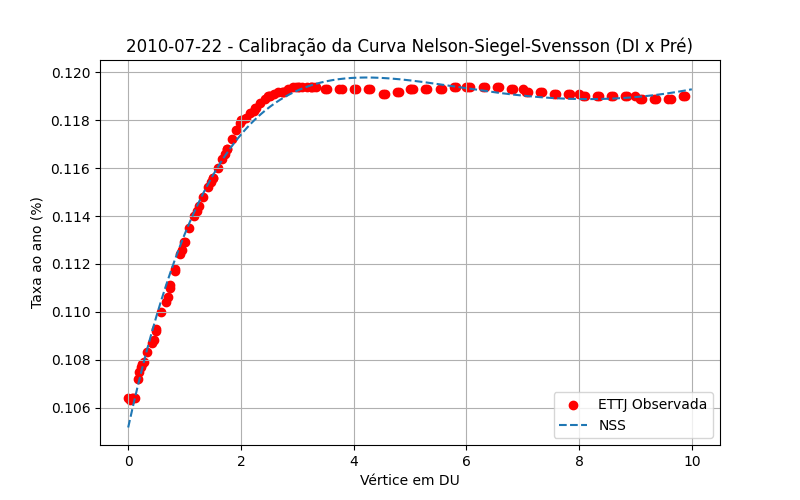 2010-07-22 - Calibração da Curva Nelson-Siegel-Svensson (DI x Pré)
Taxa ao ano (%)
0.120
0.118
0.116
0.114
0.112
0.110
0.108
0.106
ETTJ Observada
NSS
0 2 4 6 8 10
Vértice em DU